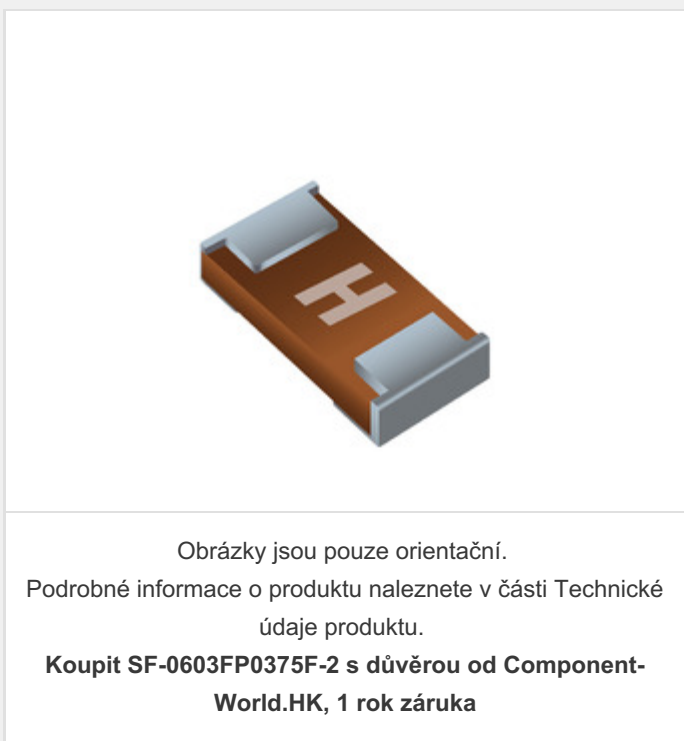 H
Obrázky jsou pouze orientační.
Podrobné informace o produktu naleznete v části Technické
údaje produktu.
Koupit SF-0603FP0375F-2 s důvěrou od Component-
World.HK, 1 rok záruka